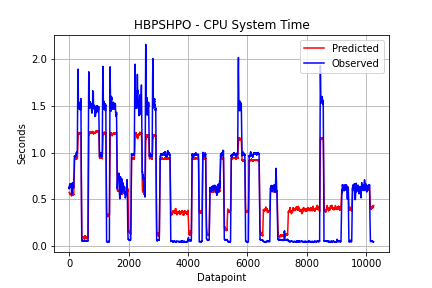 HBPSHPO - CPU System Time
Predicted
Observed
2.0
1.5
1.0
0.5
0.0
Seconds
0 2000 4000 6000 8000 10000
Datapoint